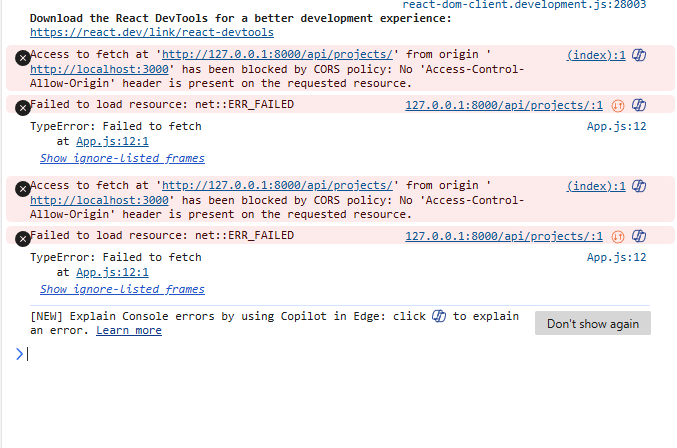 react-dom-client.development.js:28003
Download the React DevTools for a better development experience:
https://react.dev/link/react-devtools
Access to fetch at 'http://127.0.0.1:8000/api/projects/' from origin ' (index):1
http://localhost:3000' has been blocked by CORS policy: No 'Access-Control-
Allow-Origin' header is present on the requested resource.
Failed to load resource: net::ERR_FAILED 127.0.0.1:8000/api/projects/:1
TypeError: Failed to fetch App.js:12
at App.js:12:1
Show ignore-listed frames
Access to fetch at 'http://127.0.0.1:8000/api/projects/' from origin ' (index):1
http://localhost:3000' has been blocked by CORS policy: No 'Access-Control-
Allow-Origin' header is present on the requested resource.
Failed to load resource: net::ERR_FAILED 127.0.0.1:8000/api/projects/:1
TypeError: Failed to fetch App.js:12
at App.js:12:1
Show ignore-listed frames
[NEW] Explain Console errors by using Copilot in Edge: click to explain
an error. Learn more
Don't show again